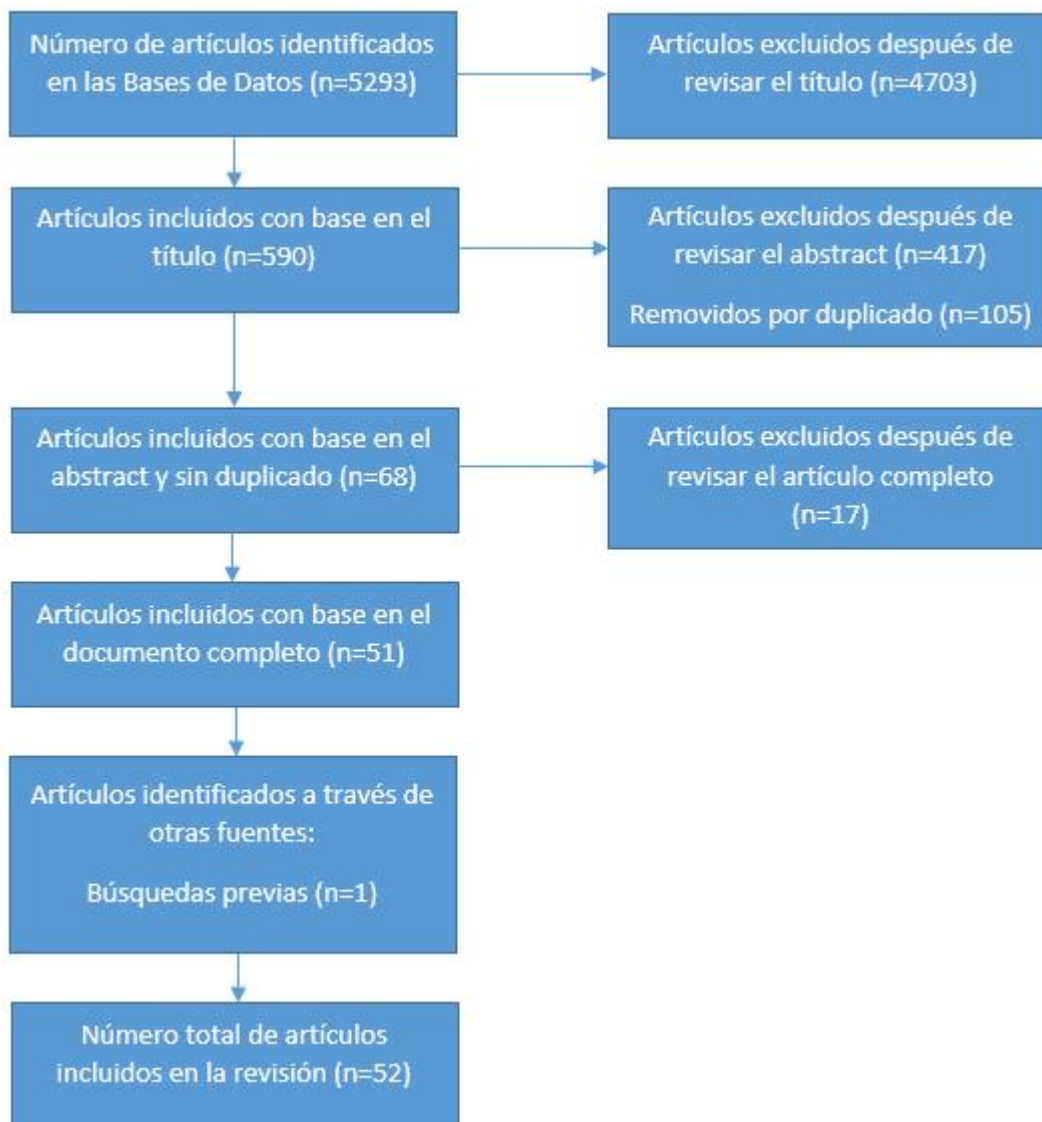 Número de artículos identificados
en las Bases de Datos (n=5293)
Artículos excluidos después de
revisar el título (n=4703)
Artículos incluidos con base en el
título (n=590)
Artículos excluidos después de
revisar el abstract (n=417)
Removidos por duplicado (n=105)
Artículos incluidos con base en el
abstract y sin duplicado (n=68)
Artículos excluidos después de
revisar el artículo completo
(n=17)
Artículos incluidos con base en el
documento completo (n=51)
Artículos identificados a través de
otras fuentes:
Búsquedas previas (n=1)
Número total de artículos
incluidos en la revisión (n=52)